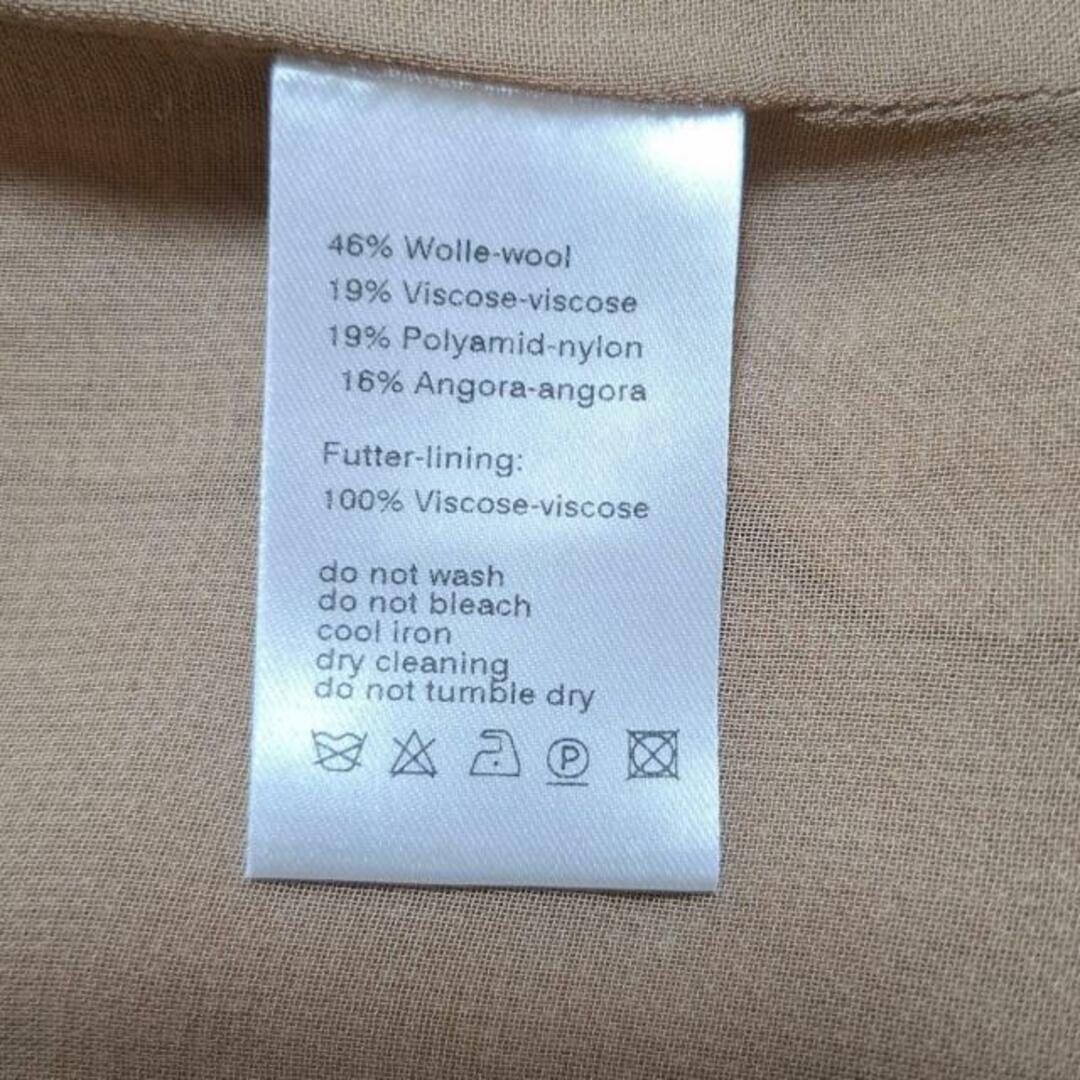 46% Wolle-wool
19% Viscose-viscose
19% Polyamid-nylon
16% Angora-angora
Futter-lining:
100% Viscose-viscose
do not wash
do not bleach
cool iron
dry cleaning
do not tumble dry
P